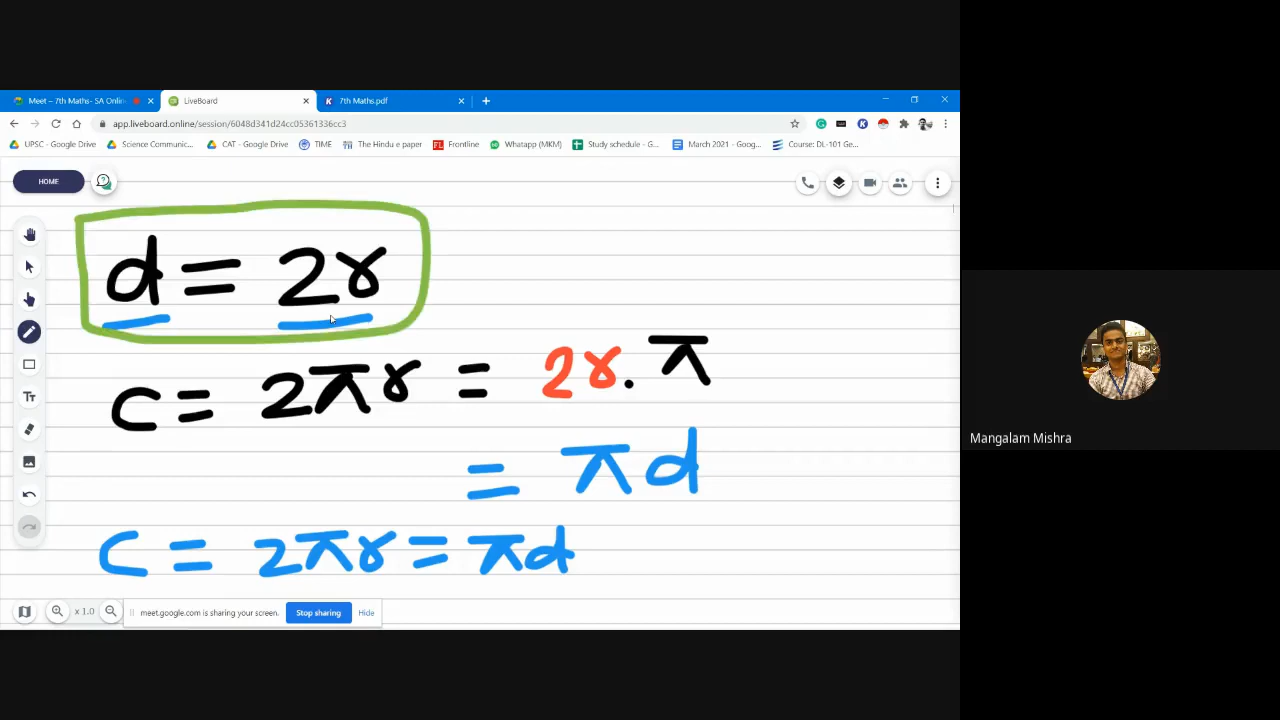 Meet – 7th Maths- SA Onlin
LiveBoard
7th Maths.pdf
app.liveboard.online/session/6048d341d24cc05361336cc3
UPSC - Google Drive
Science Communic...
CAT - Google Drive
TIME
The Hindu e paper
FL Frontline
Whatapp (MKM)
Study schedule - G...
March 2021 - Goog...
Course: DL-101 Ge...
HOME
d = 2r
C = 2πr = 2r. π
= πd
C = 2πr = πd
Tт
x 1.0
meet.google.com is sharing your screen.
Stop sharing
Hide
Mangalam Mishra